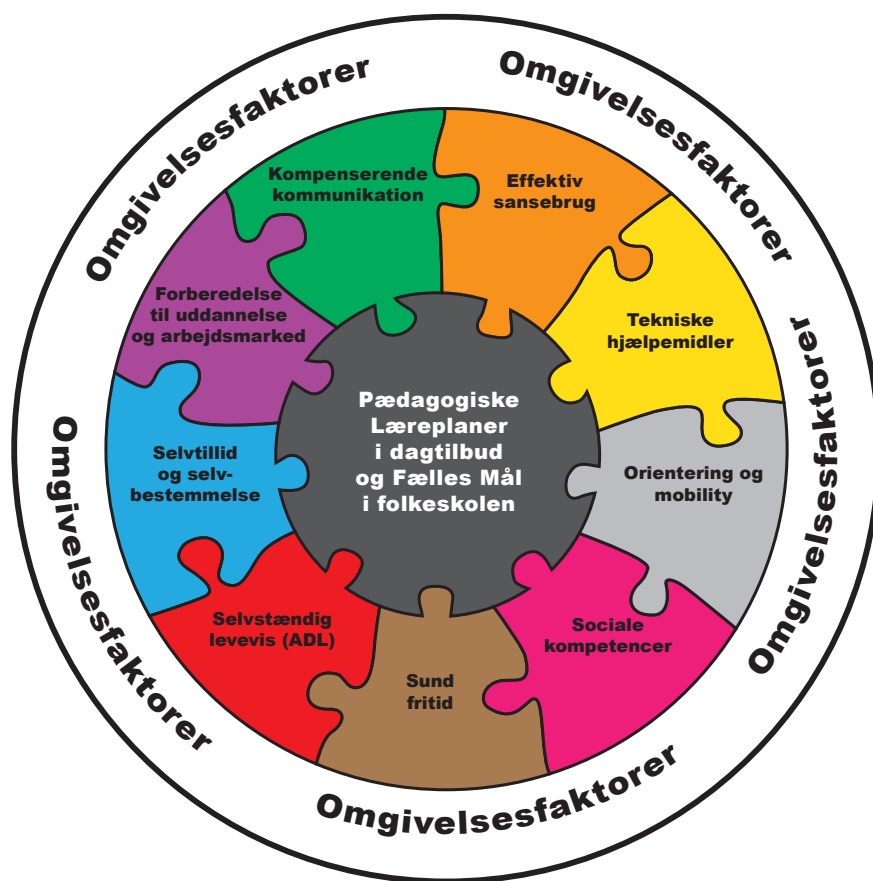 Omgivelsesfaktorer
Omgivelsesfaktorer
Omgivelsesfaktorer
Omgivelsesfaktorer
Omgivelsesfaktorer
Kompenserende
kommunikation
Effektiv
sansebrug
Tekniske
hjælpemidler
Orientering og
mobility
Sociale
kompetencer
Sund
fritid
Selvstændig
levevis (ADL)
Selvtillid
og selv-
bestemmelse
Forberedelse
til uddannelse
og arbejdsmarked
Pædagogiske
Læreplaner
i dagtilbud
og Fælles Mål
i folkeskolen